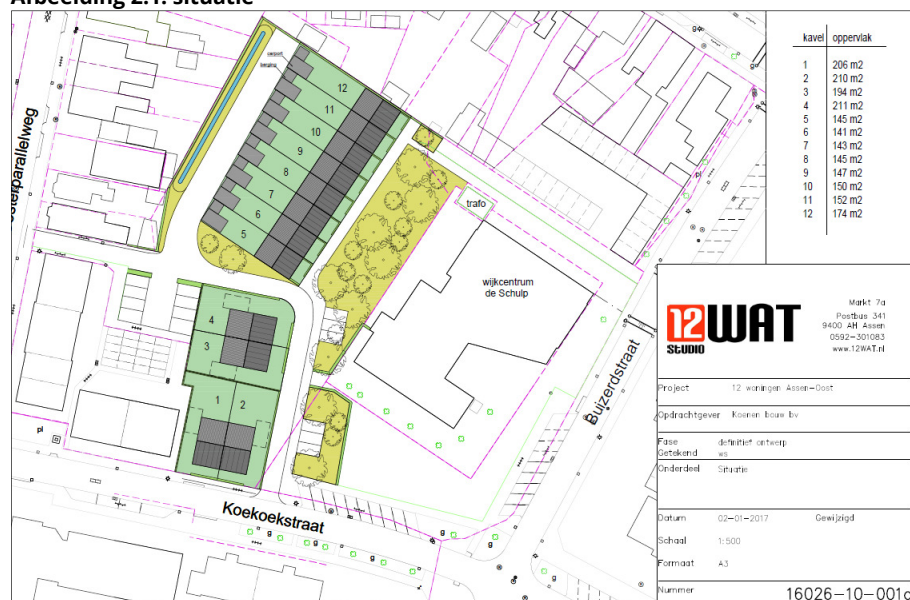 Afbeelding 2.1: situatie
kavel oppervlak
1 206 m2
2 210 m2
3 194 m2
4 211 m2
5 145 m2
6 141 m2
7 143 m2
8 145 m2
9 147 m2
10 150 m2
11 152 m2
12 174 m2
12
11
10
9
8
7
6
5
4
3
1
2
trafo
wijkcentrum
de Schulp
Buizerdstraat
Koekoekstraat
pl
pl
g
g
g
g
g
g
g
g
g
12 WAT
STUDIO
Markt 7a
Postbus 341
9400 AH Assen
0592-301083
www.12WAT.nl
Project 12 woningen Assen-Oost
Opdrachtgever Koenen bouw bv
Fase definitief ontwerp
Getekend ws
Onderdeel Situatie
Datum 02-01-2017 Gewijzigd
Schaal 1:500
Formaat A3
Nummer 16026-10-001c